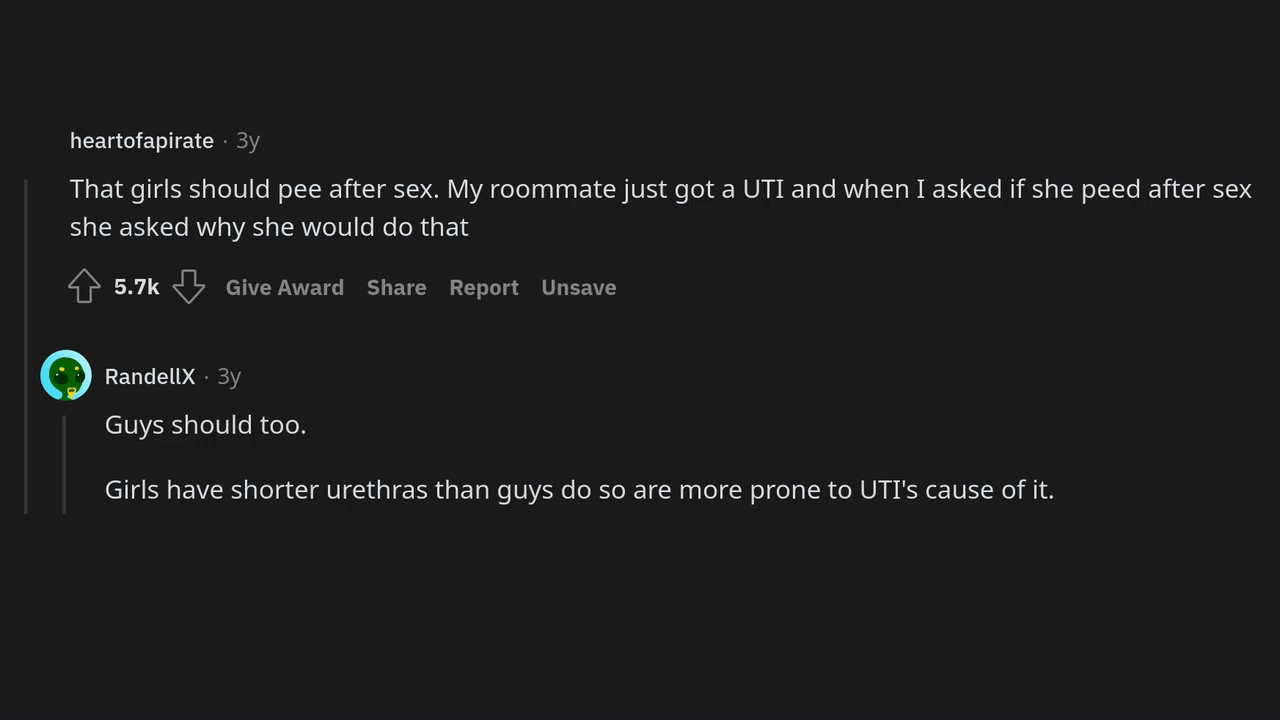 heartofapirate · 3y
That girls should pee after sex. My roommate just got a UTI and when I asked if she peed after sex
she asked why she would do that
5.7k Give Award Share Report Unsave
RandellX · 3y
Guys should too.
Girls have shorter urethras than guys do so are more prone to UTI's cause of it.